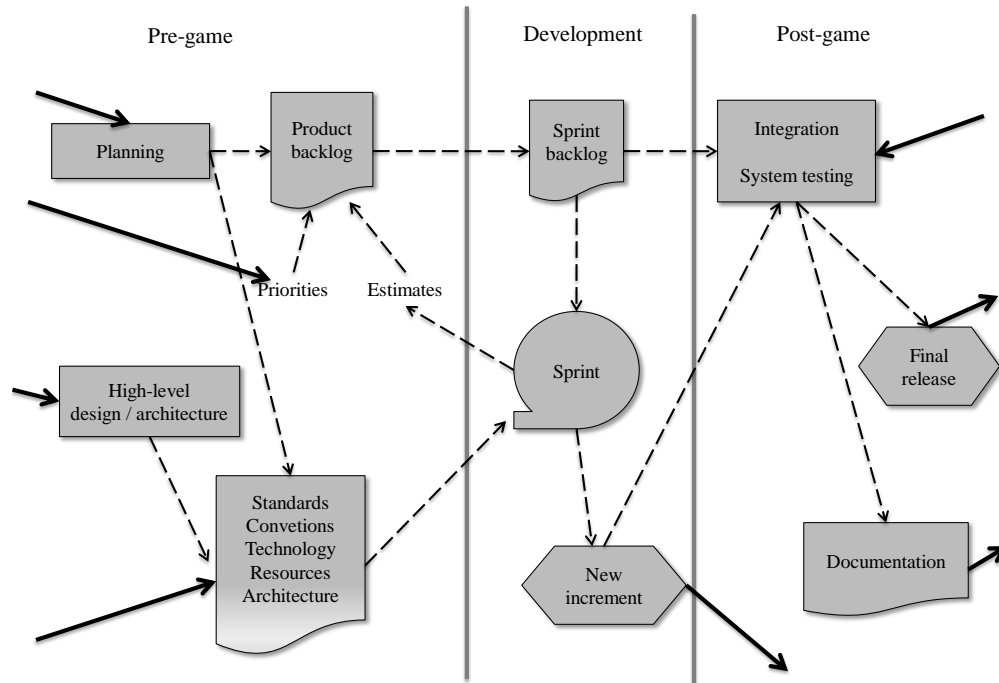 Pre-game
Development
Post-game
Planning
Product
backlog
Sprint
backlog
Integration
System testing
Priorities
Estimates
High-level
design / architecture
Sprint
Final
release
Standards
Convetions
Technology
Resources
Architecture
New
increment
Documentation